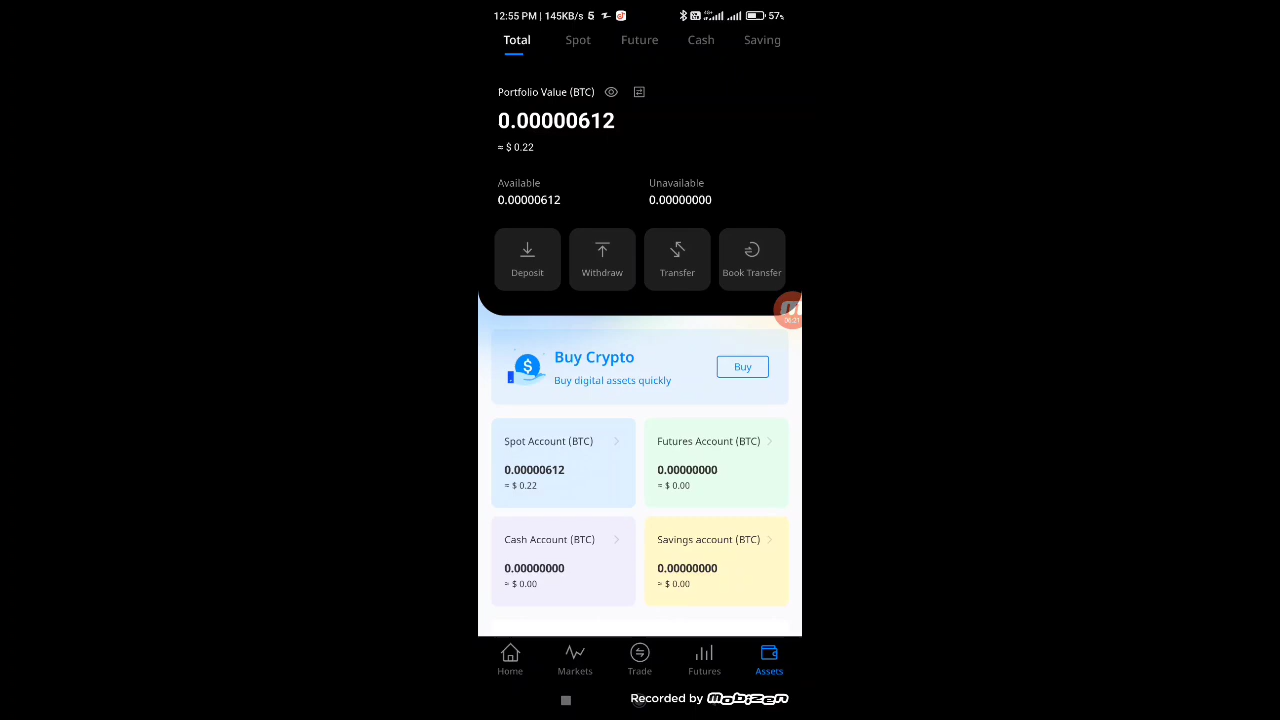 12:55 PM | 145KB/s 5
4G+ 57%
Total Spot Future Cash Saving
Portfolio Value (BTC)
0.00000612
≈ $ 0.22
Available Unavailable
0.00000612 0.00000000
Deposit Withdraw Transfer Book Transfer
Buy Crypto
Buy digital assets quickly
Buy
Spot Account (BTC) Futures Account (BTC)
0.00000612 0.00000000
≈ $ 0.22 ≈ $ 0.00
Cash Account (BTC) Savings account (BTC)
0.00000000 0.00000000
≈ $ 0.00 ≈ $ 0.00
Home Markets Trade Futures Assets
Recorded by mobizen